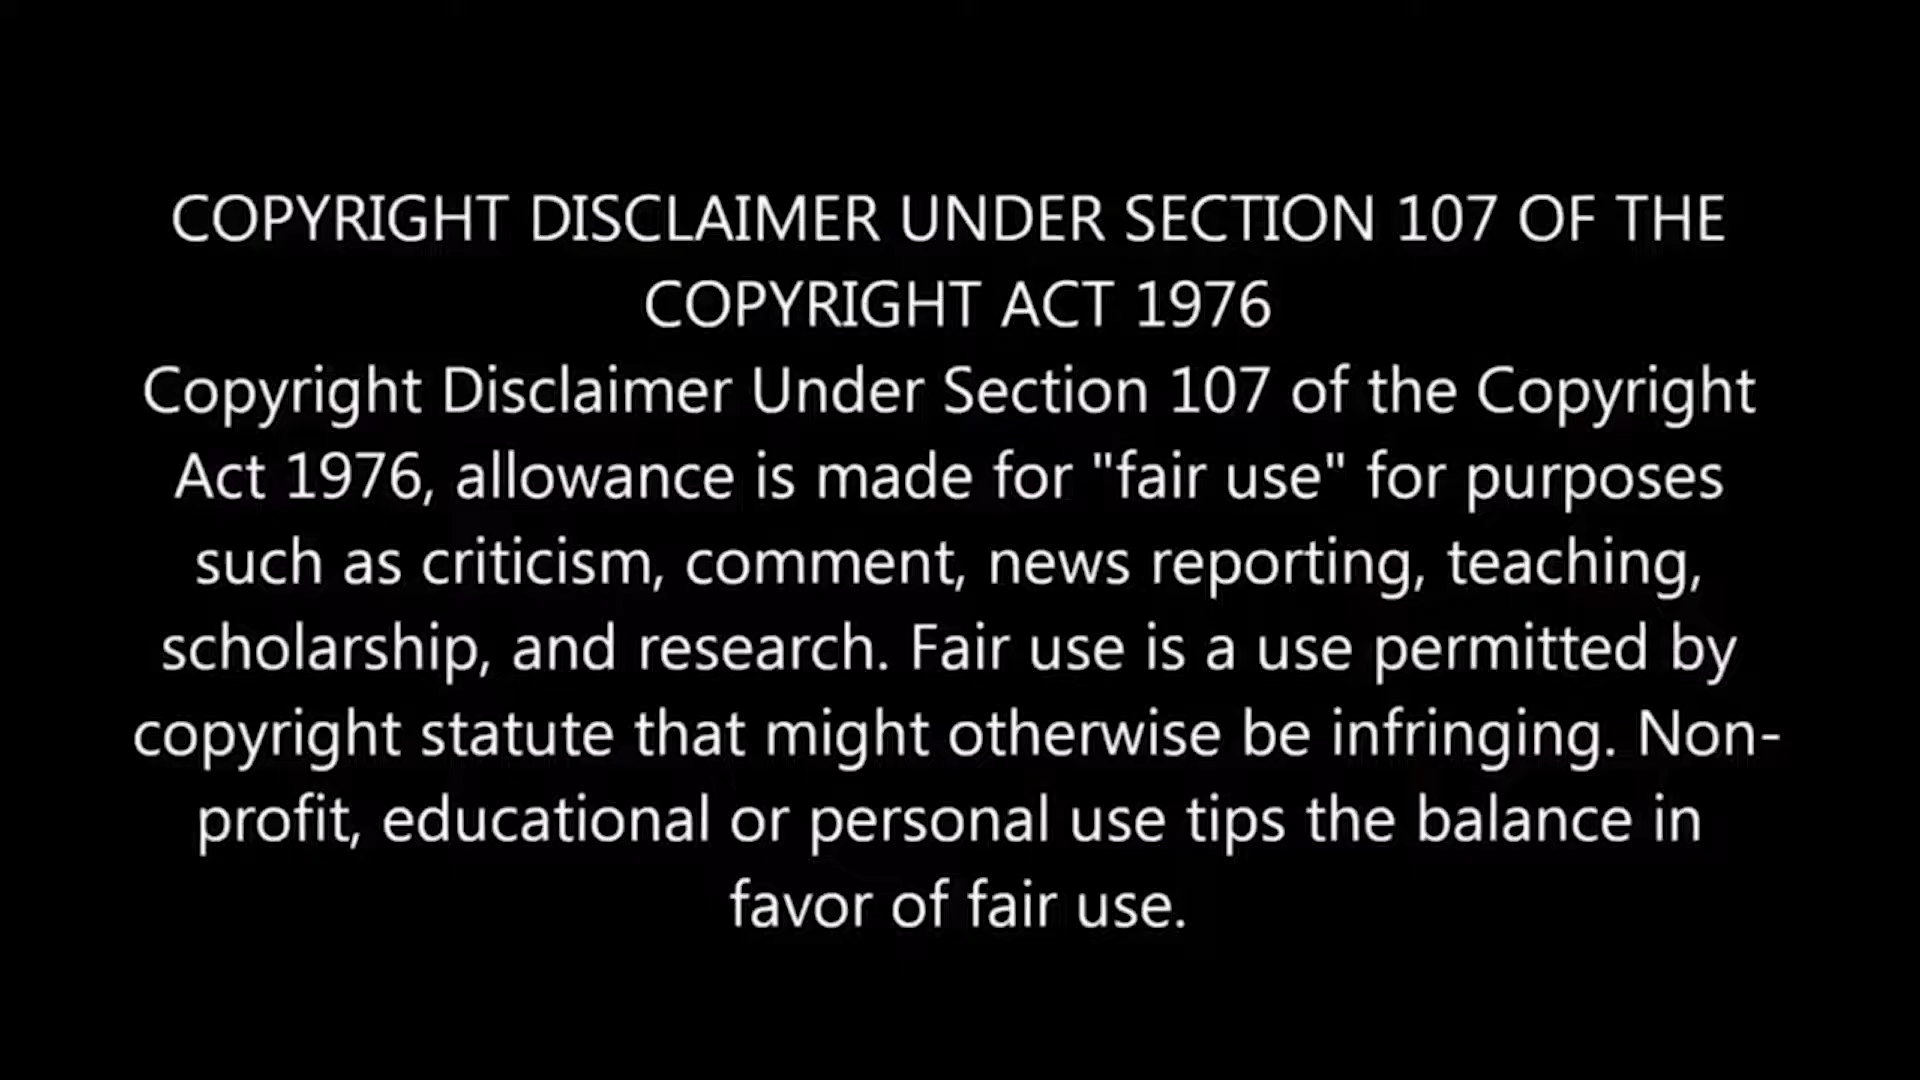 COPYRIGHT DISCLAIMER UNDER SECTION 107 OF THE
COPYRIGHT ACT 1976
Copyright Disclaimer Under Section 107 of the Copyright
Act 1976, allowance is made for "fair use" for purposes
such as criticism, comment, news reporting, teaching,
scholarship, and research. Fair use is a use permitted by
copyright statute that might otherwise be infringing. Non-
profit, educational or personal use tips the balance in
favor of fair use.